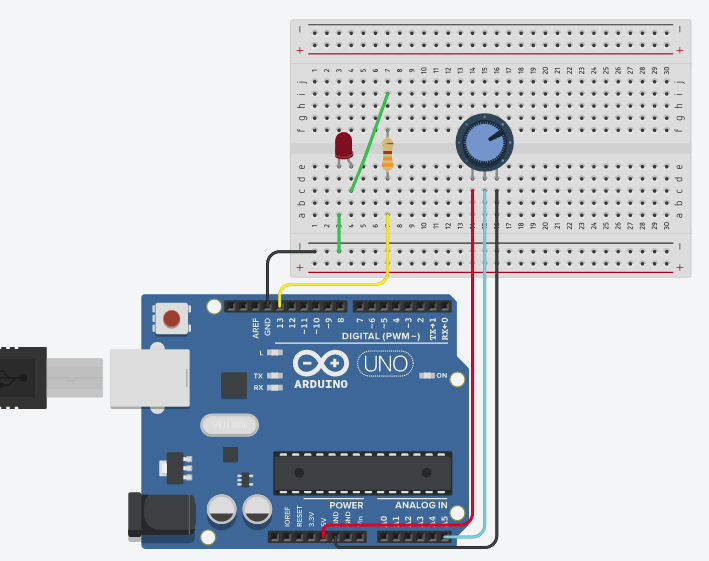 − −
+ +
1 2 3 4 5 6 7 8 9 10 11 12 13 14 15 16 17 18 19 20 21 22 23 24 25 26 27 28 29 30
j j
i i
h h
g g
f f
e e
d d
c c
b b
a a
1 2 3 4 5 6 7 8 9 10 11 12 13 14 15 17 18 19 20 21 22 23 24 25 26 27 28 29 30
− −
+ +
AREF GND 13 12 ~11 ~10 ~9 8 7 ~6 ~5 4 ~3 2 TX→1 RX←0
DIGITAL (PWM~)
L
TX
RX
UNO
ON
ARDUINO
POWER ANALOG IN
IOREF RESET 3.3V 5V GND GND Vin A0 A1 A2 A3 A4 A5